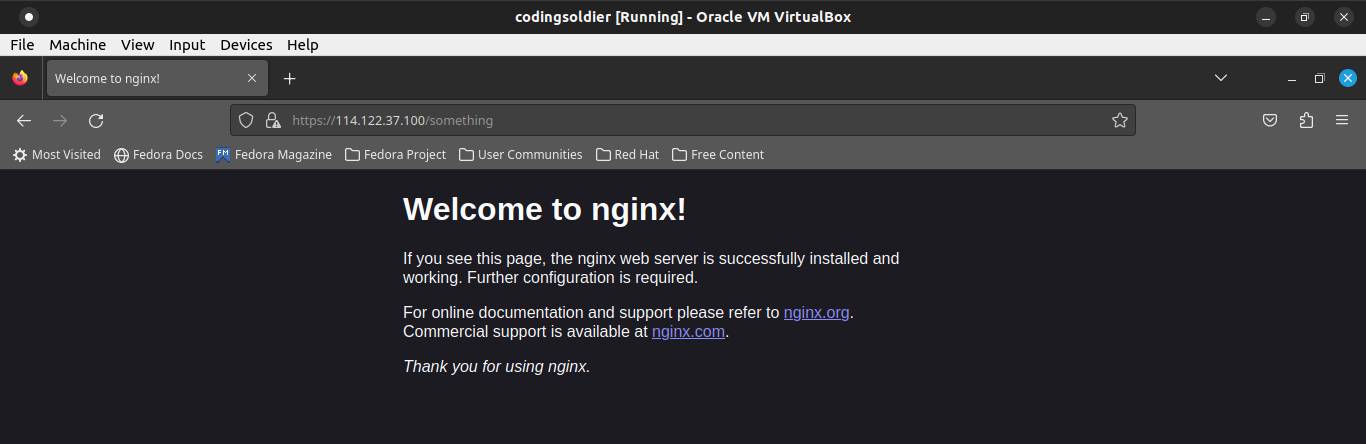 codingsoldier [Running] - Oracle VM VirtualBox
File Machine View Input Devices Help
Welcome to nginx!
https://114.122.37.100/something
Most Visited Fedora Docs FM Fedora Magazine Fedora Project User Communities Red Hat Free Content
Welcome to nginx!
If you see this page, the nginx web server is successfully installed and
working. Further configuration is required.
For online documentation and support please refer to nginx.org.
Commercial support is available at nginx.com.
Thank you for using nginx.